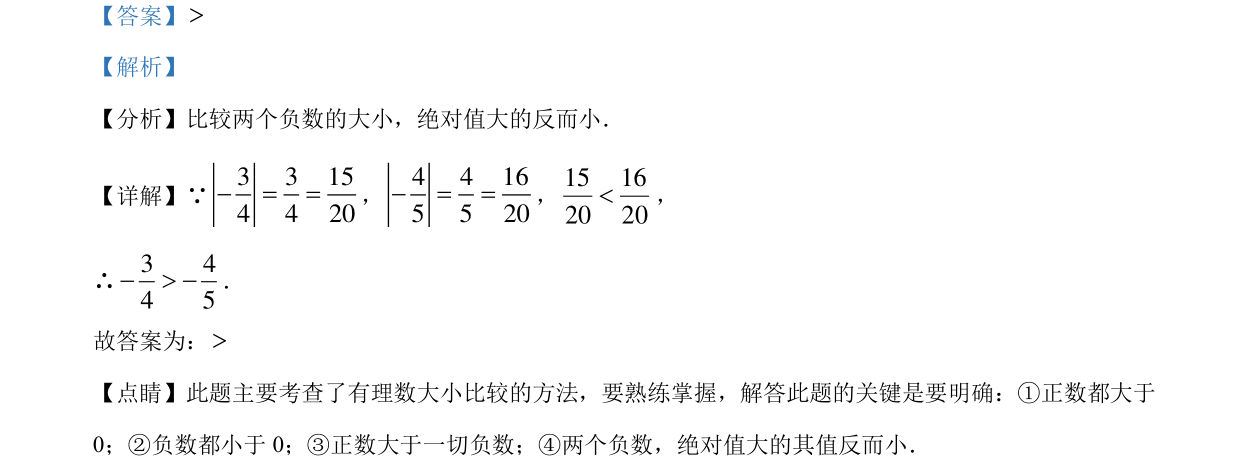 【答案】>
【解析】
【分析】比较两个负数的大小，绝对值大的反而小．
【详解】∵|−3/4|=3/4=15/20，|−4/5|=4/5=16/20，15/20<16/20，
∴−3/4>−4/5．
故答案为：>
【点睛】此题主要考查了有理数大小比较的方法，要熟练掌握，解答此题的关键是要明确：①正数都大于
0；②负数都小于 0；③正数大于一切负数；④两个负数，绝对值大的其值反而小．